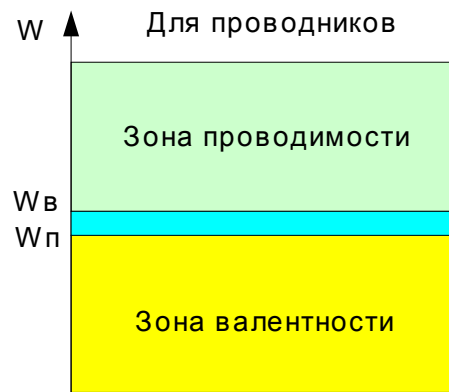 W Для проводников
Зона проводимости
Wв
Wп
Зона валентности